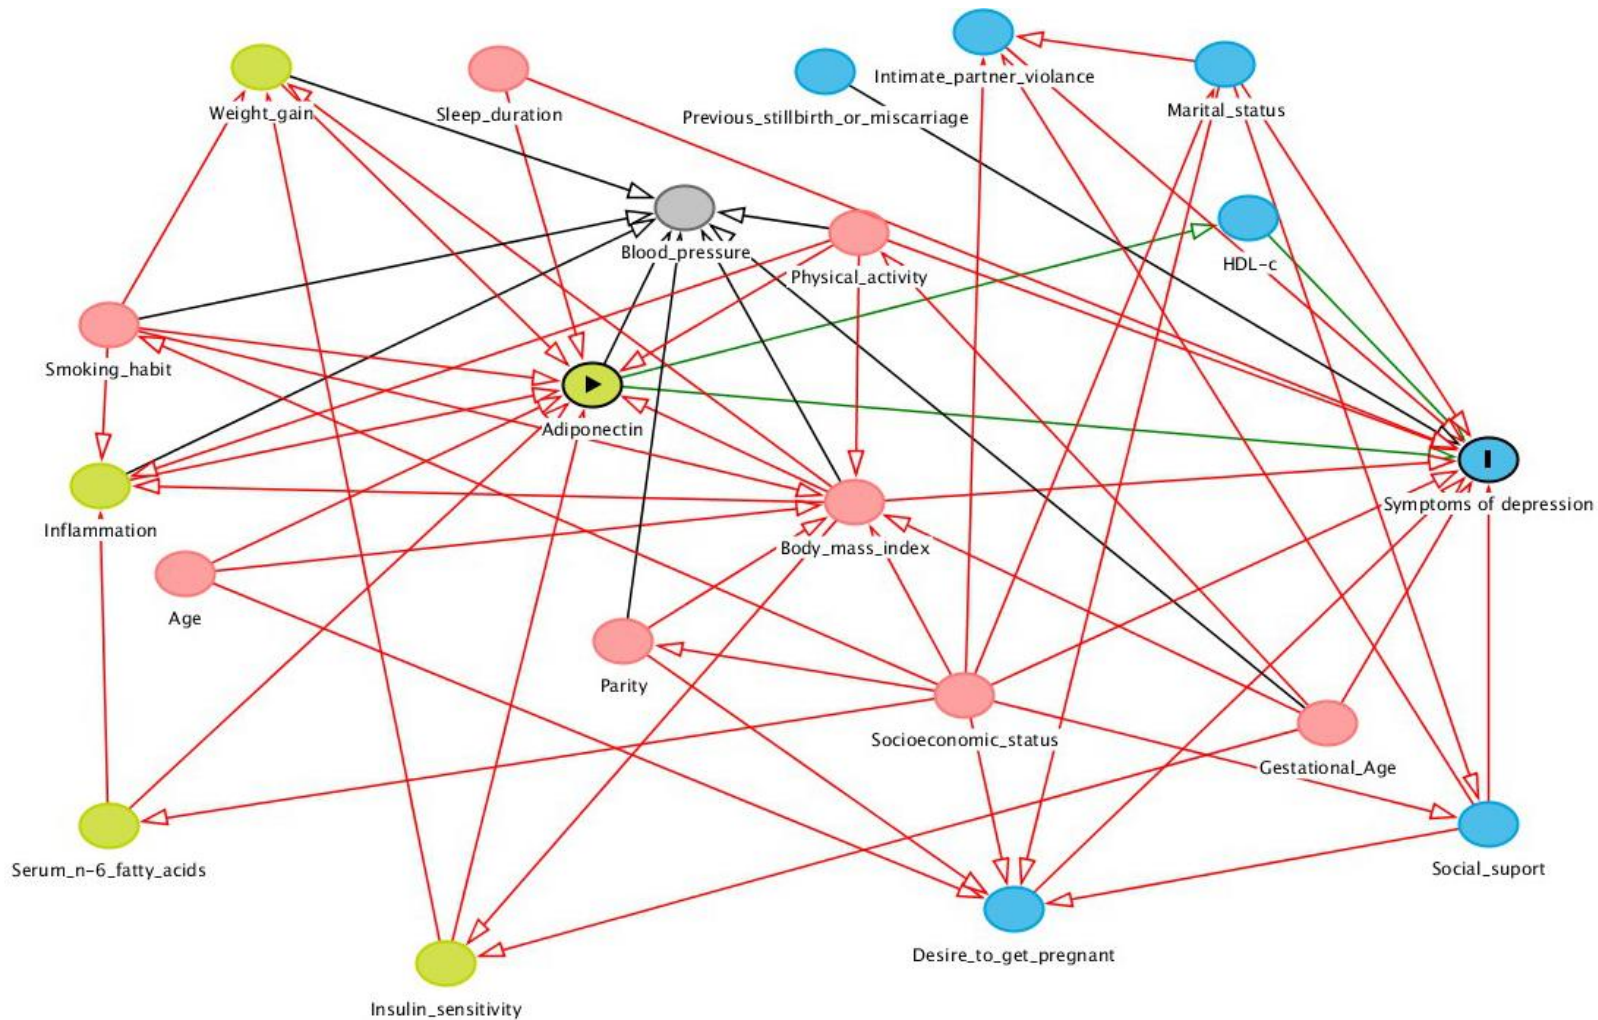 Intimate_partner_violance
Weight_gain
Sleep_duration
Previous_stillbirth_or_miscarriage
Marital_status
Blood_pressure
Physical_activity
HDL-c
Smoking_habit
Adiponectin
Symptoms of depression
Inflammation
Body_mass_index
Age
Parity
Socioeconomic_status
Gestational_Age
Serum_n-6_fatty_acids
Social_suport
Desire_to_get_pregnant
Insulin_sensitivity